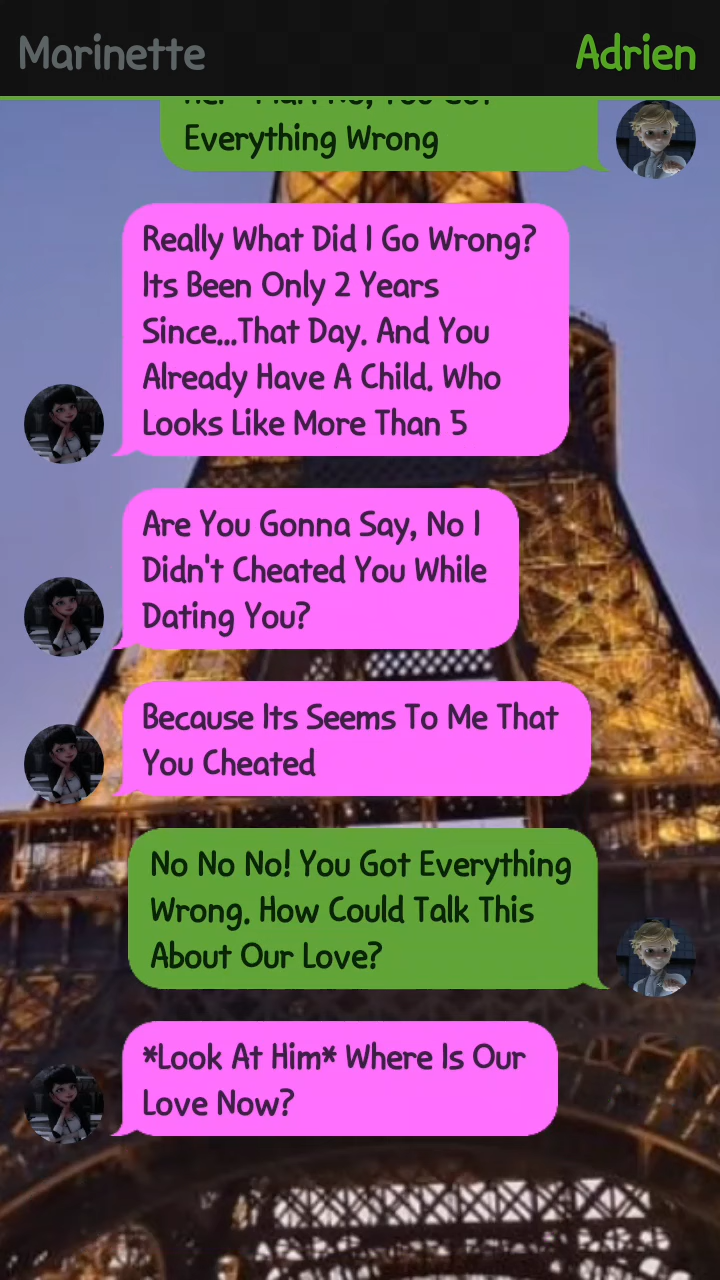 Marinette
Adrien
Everything Wrong
Really What Did I Go Wrong?
Its Been Only 2 Years
Since...That Day. And You
Already Have A Child. Who
Looks Like More Than 5
Are You Gonna Say, No I
Didn't Cheated You While
Dating You?
Because Its Seems To Me That
You Cheated
No No No! You Got Everything
Wrong. How Could Talk This
About Our Love?
*Look At Him* Where Is Our
Love Now?